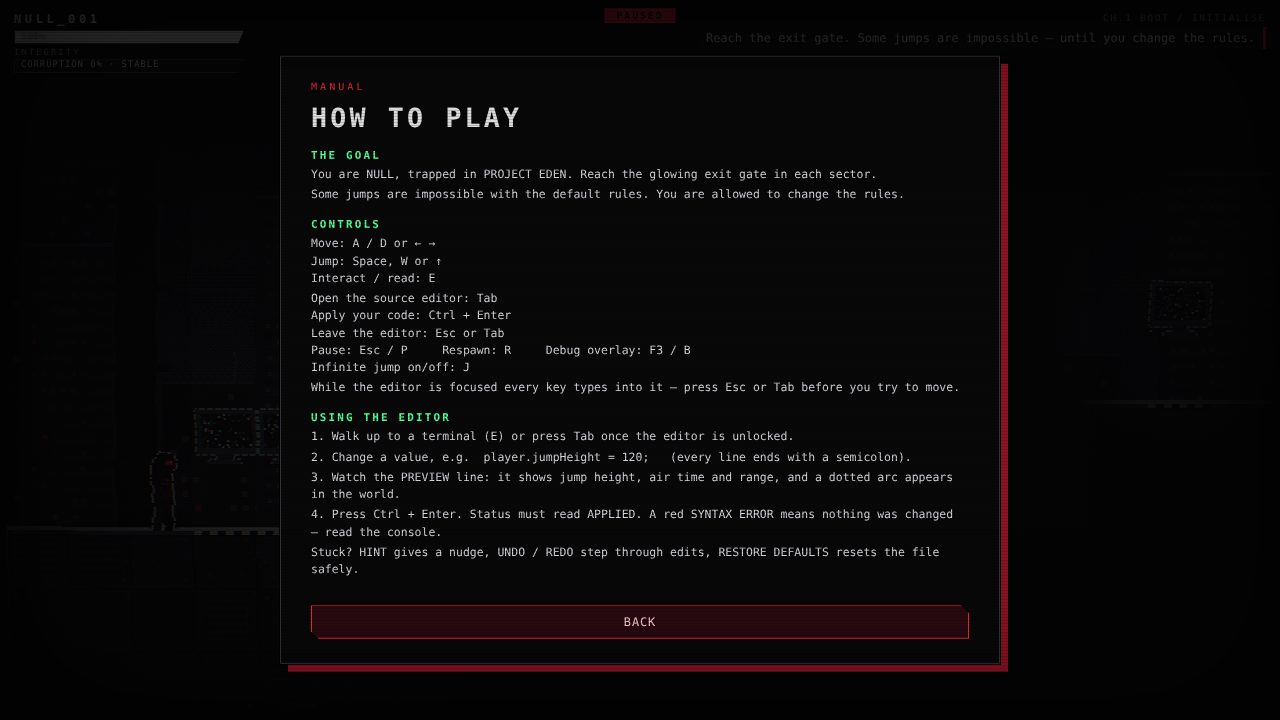 NULL_001
PAUSED
CH.1 BOOT / INITIALISE
Reach the exit gate. Some jumps are impossible — until you change the rules.
INTEGRITY
CORRUPTION 0% · STABLE
MANUAL
HOW TO PLAY
THE GOAL
You are NULL, trapped in PROJECT EDEN. Reach the glowing exit gate in each sector.
Some jumps are impossible with the default rules. You are allowed to change the rules.
CONTROLS
Move: A / D or ← →
Jump: Space, W or ↑
Interact / read: E
Open the source editor: Tab
Apply your code: Ctrl + Enter
Leave the editor: Esc or Tab
Pause: Esc / P     Respawn: R     Debug overlay: F3 / B
Infinite jump on/off: J
While the editor is focused every key types into it — press Esc or Tab before you try to move.
USING THE EDITOR
1. Walk up to a terminal (E) or press Tab once the editor is unlocked.
2. Change a value, e.g.  player.jumpHeight = 120;   (every line ends with a semicolon).
3. Watch the PREVIEW line: it shows jump height, air time and range, and a dotted arc appears
in the world.
4. Press Ctrl + Enter. Status must read APPLIED. A red SYNTAX ERROR means nothing was changed
— read the console.
Stuck? HINT gives a nudge, UNDO / REDO step through edits, RESTORE DEFAULTS resets the file
safely.
BACK